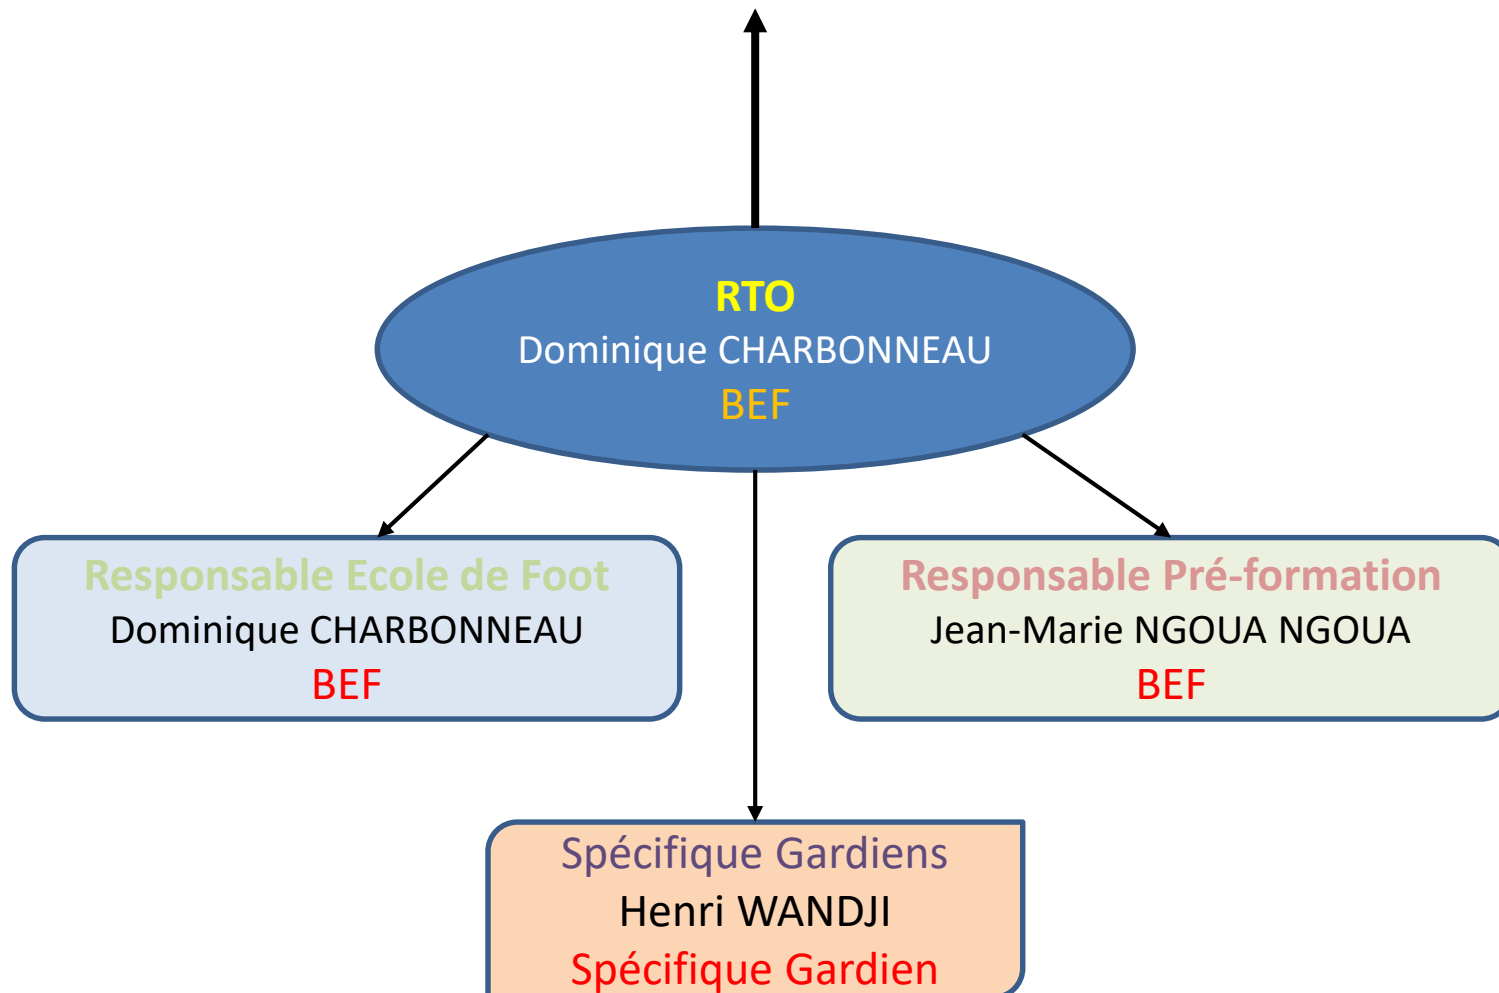 RTO
Dominique CHARBONNEAU
BEF
Responsable Ecole de Foot
Dominique CHARBONNEAU
BEF
Responsable Pré-formation
Jean-Marie NGOUA NGOUA
BEF
Spécifique Gardiens
Henri WANDJI
Spécifique Gardien